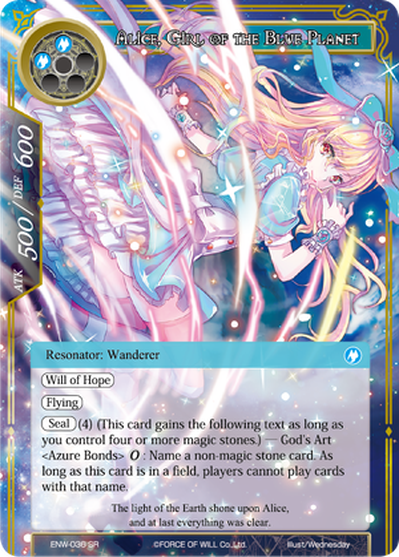 Alice, Girl of the Blue Planet
ATK 500 / DEF 600
Resonator: Wanderer
Will of Hope
Flying
Seal (4) (This card gains the following text as long as
you control four or more magic stones.) — God's Art
<Azure Bonds> O : Name a non-magic stone card. As
long as this card is in a field, players cannot play cards
with that name.
The light of the Earth shone upon Alice,
and at last everything was clear.
ENW-036 SR
©FORCE OF WILL Co.,Ltd.
Illust/Wednesday